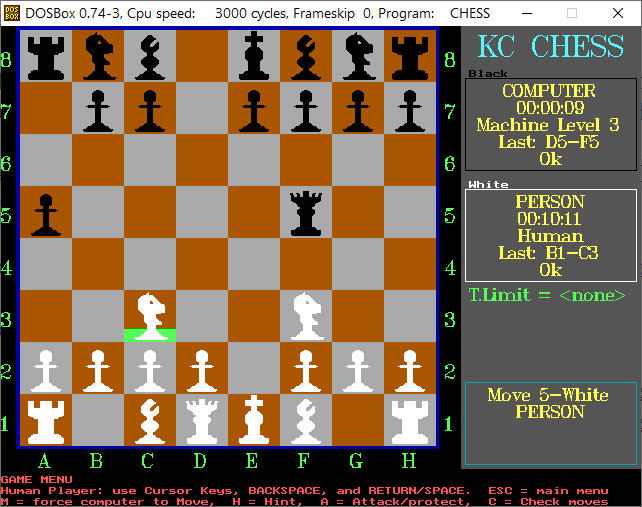 DOSBox 0.74-3, Cpu speed: 3000 cycles, Frameskip 0, Program: CHESS
KC CHESS
Black
COMPUTER
00:00:09
Machine Level 3
Last: D5-F5
Ok
White
PERSON
00:10:11
Human
Last: B1-C3
Ok
T.Limit = <none>
Move 5-White
PERSON
8
7
6
5
4
3
2
1
8
7
6
5
4
3
2
1
A B C D E F G H
GAME MENU
Human Player: use Cursor Keys, BACKSPACE, and RETURN/SPACE. ESC = main menu
M = force computer to Move, H = Hint, A = Attack/protect, C = Check moves